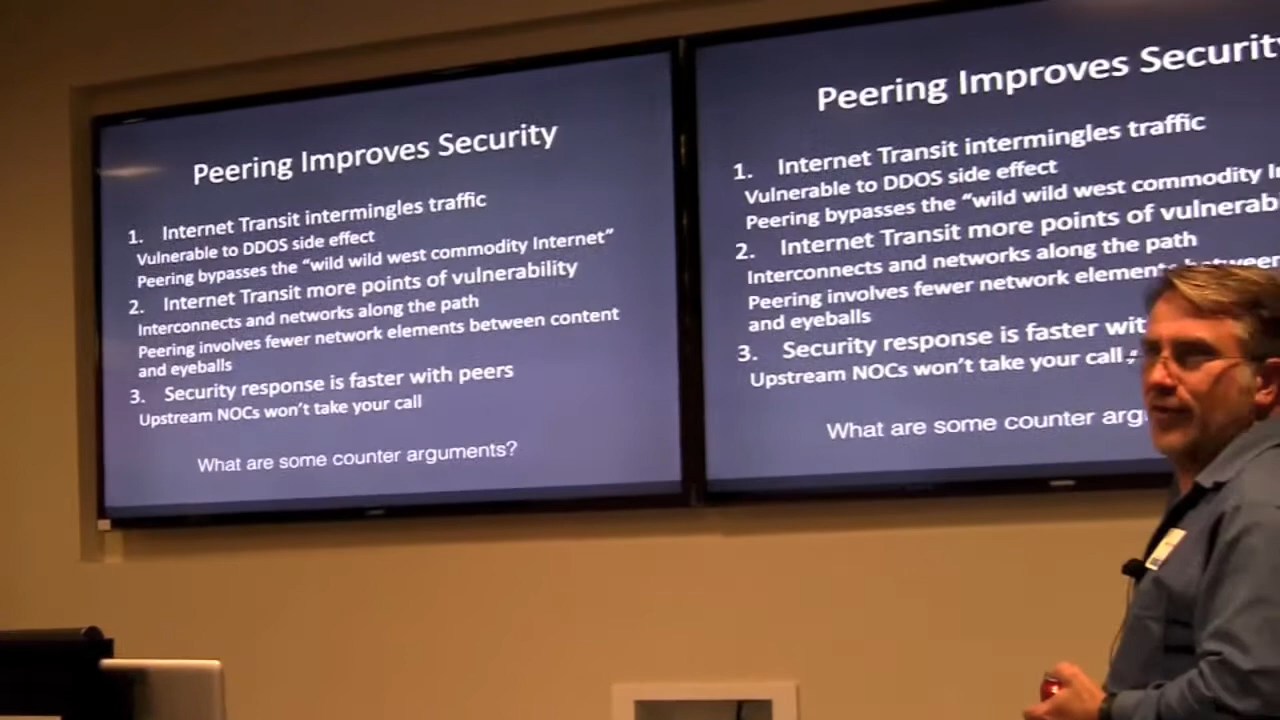 Peering Improves Security
1. Internet Transit intermingles traffic
Vulnerable to DDOS side effect
Peering bypasses the “wild wild west commodity Internet”
2. Internet Transit more points of vulnerability
Interconnects and networks along the path
Peering involves fewer network elements between content
and eyeballs
3. Security response is faster with peers
Upstream NOCs won’t take your call
What are some counter arguments?
Peering Improves Security
1. Internet Transit intermingles traffic
Vulnerable to DDOS side effect
Peering bypasses the “wild wild west commodity I
2. Internet Transit more points of vulnerab
Interconnects and networks along the path
Peering involves fewer network elements between
and eyeballs
3. Security response is faster wit
Upstream NOCs won’t take your call
What are some counter arg